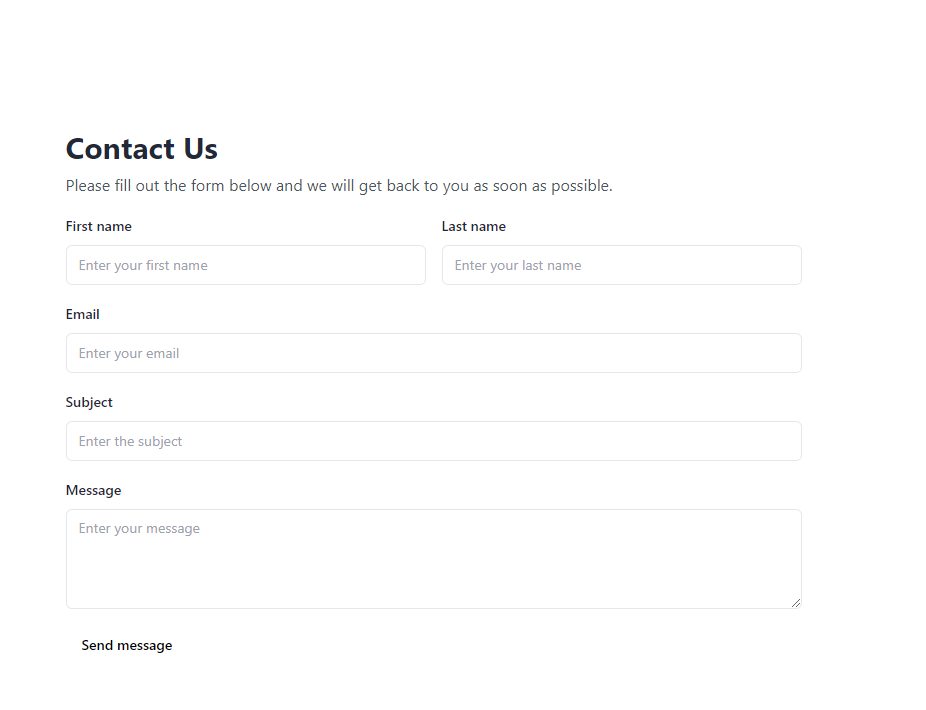 Contact Us
Please fill out the form below and we will get back to you as soon as possible.
First name
Last name
Enter your first name
Enter your last name
Email
Enter your email
Subject
Enter the subject
Message
Enter your message
Send message